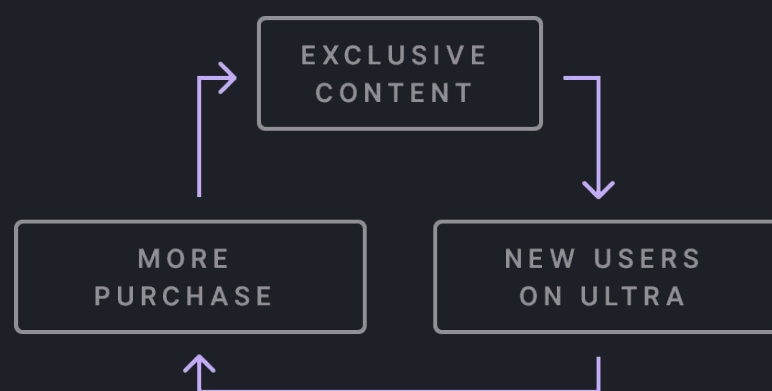 EXCLUSIVE
CONTENT
MORE
PURCHASE
NEW USERS
ON ULTRA